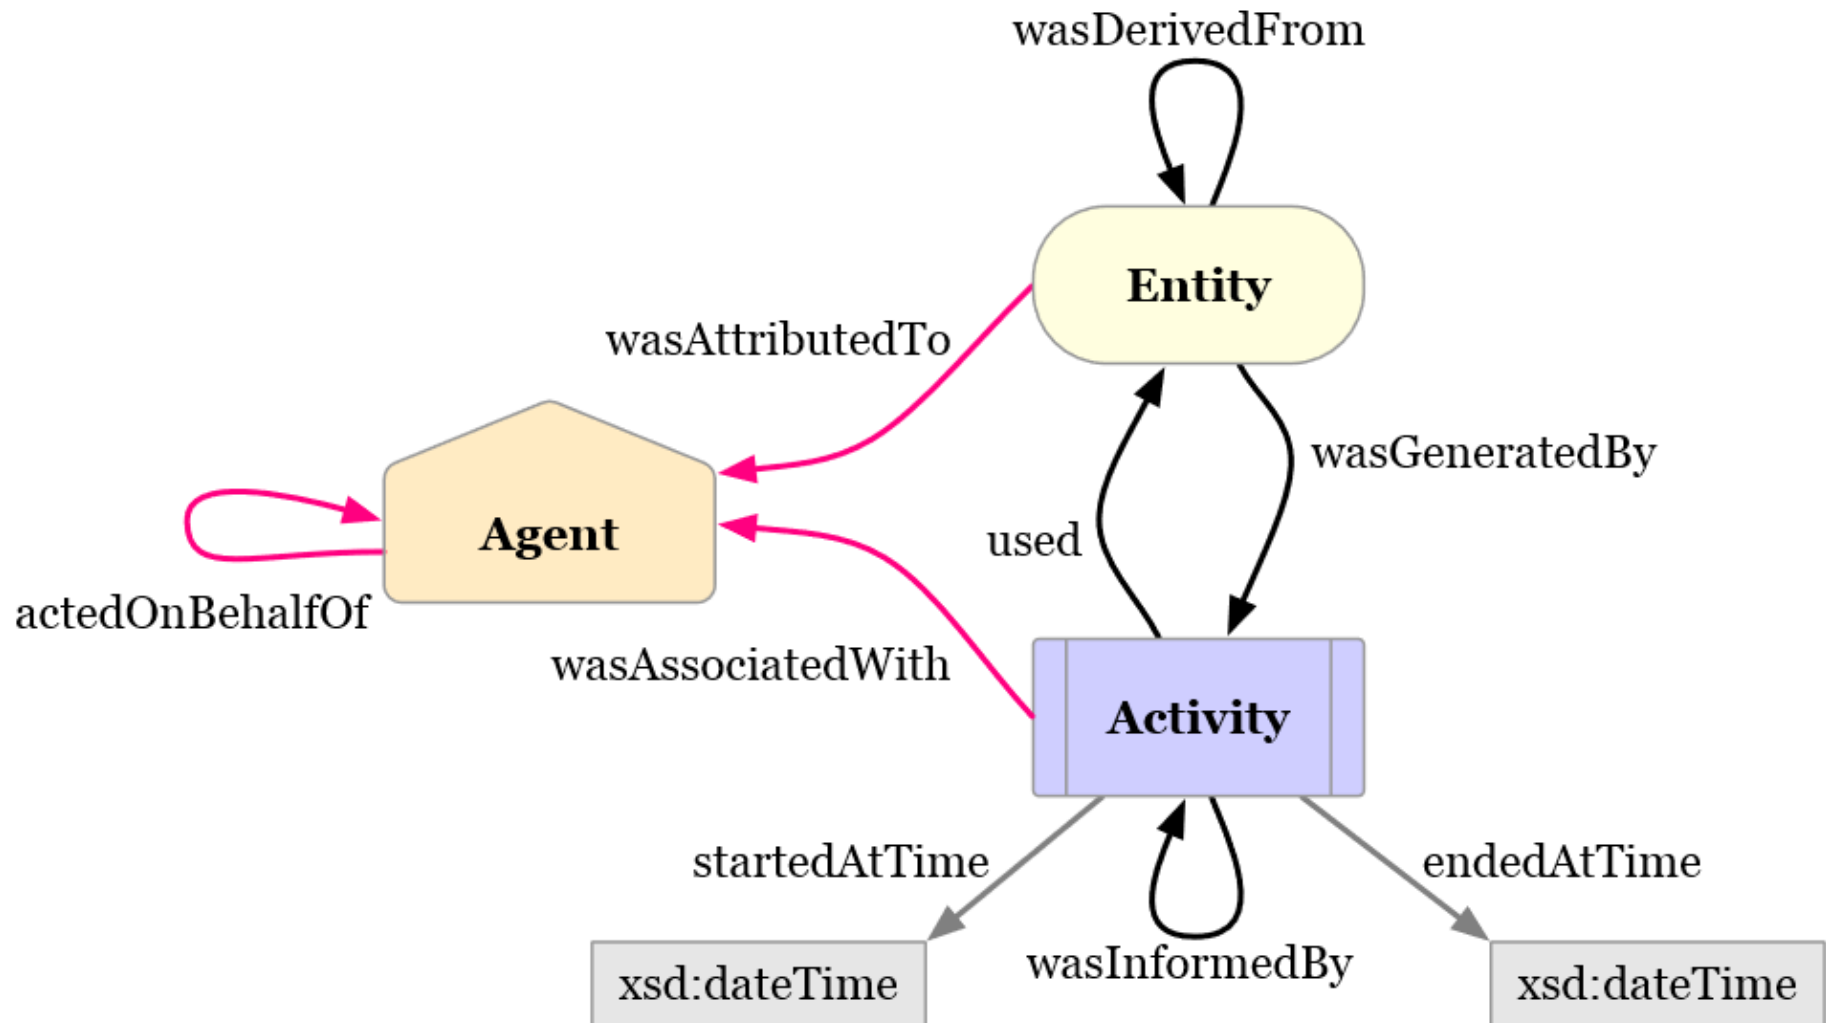 wasDerivedFrom
Entity
wasAttributedTo
wasGeneratedBy
Agent
used
actedOnBehalfOf
wasAssociatedWith
Activity
startedAtTime
endedAtTime
wasInformedBy
xsd:dateTime
xsd:dateTime